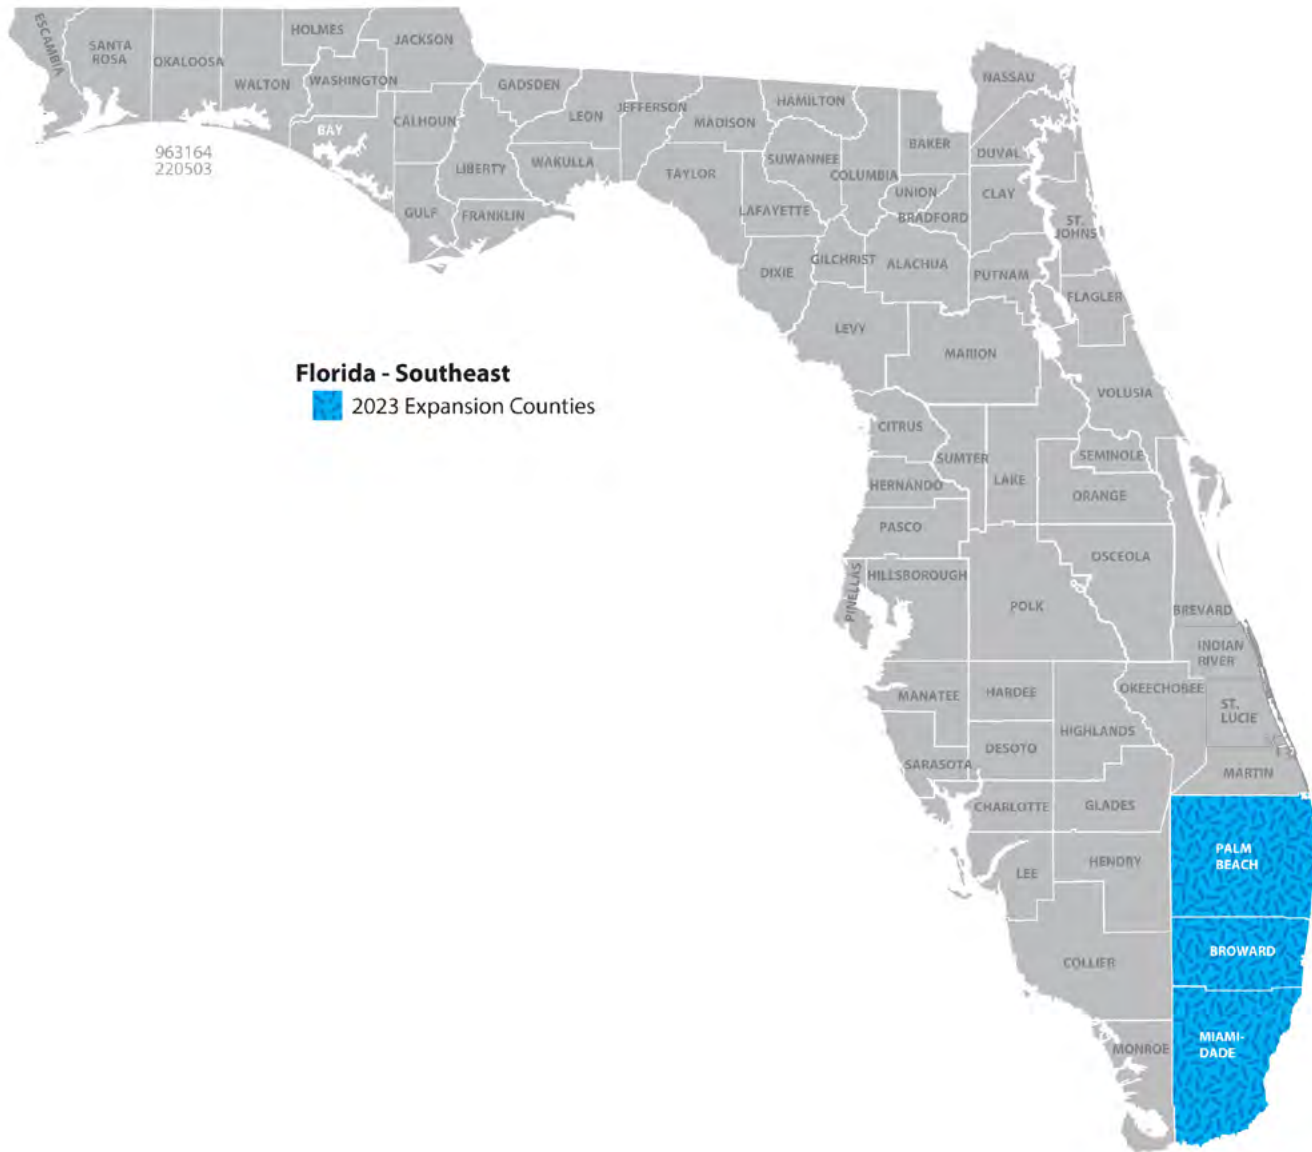 ESCAMBIA
SANTA
ROSA
OKALOOSA
WALTON
HOLMES
WASHINGTON
JACKSON
BAY
CALHOUN
GULF
GADSDEN
LIBERTY
FRANKLIN
LEON
WAKULLA
JEFFERSON
MADISON
TAYLOR
HAMILTON
SUWANNEE
LAFAYETTE
COLUMBIA
BAKER
UNION
BRADFORD
NASSAU
DUVAL
CLAY
ST.
JOHNS
DIXIE
GILCHRIST
ALACHUA
PUTNAM
FLAGLER
LEVY
MARION
VOLUSIA
963164
220503
Florida - Southeast
2023 Expansion Counties
CITRUS
SUMTER
LAKE
SEMINOLE
HERNANDO
ORANGE
PASCO
OSCEOLA
PINELLAS
HILLSBOROUGH
POLK
BREVARD
INDIAN
RIVER
MANATEE
HARDEE
OKEECHOBEE
ST.
LUCIE
HIGHLANDS
DESOTO
SARASOTA
MARTIN
CHARLOTTE
GLADES
LEE
HENDRY
PALM
BEACH
COLLIER
BROWARD
MONROE
MIAMI-
DADE